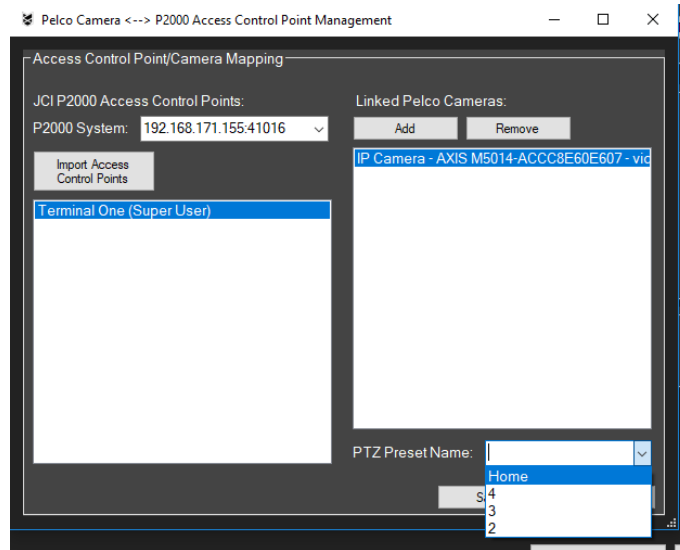 Pelco Camera <--> P2000 Access Control Point Management
Access Control Point/Camera Mapping
JCI P2000 Access Control Points:
P2000 System: 192.168.171.155:41016
Import Access
Control Points
Terminal One (Super User)
Linked Pelco Cameras:
Add Remove
IP Camera - AXIS M5014-ACCC8E60E607 - vid
PTZ Preset Name:
Home
4
3
2